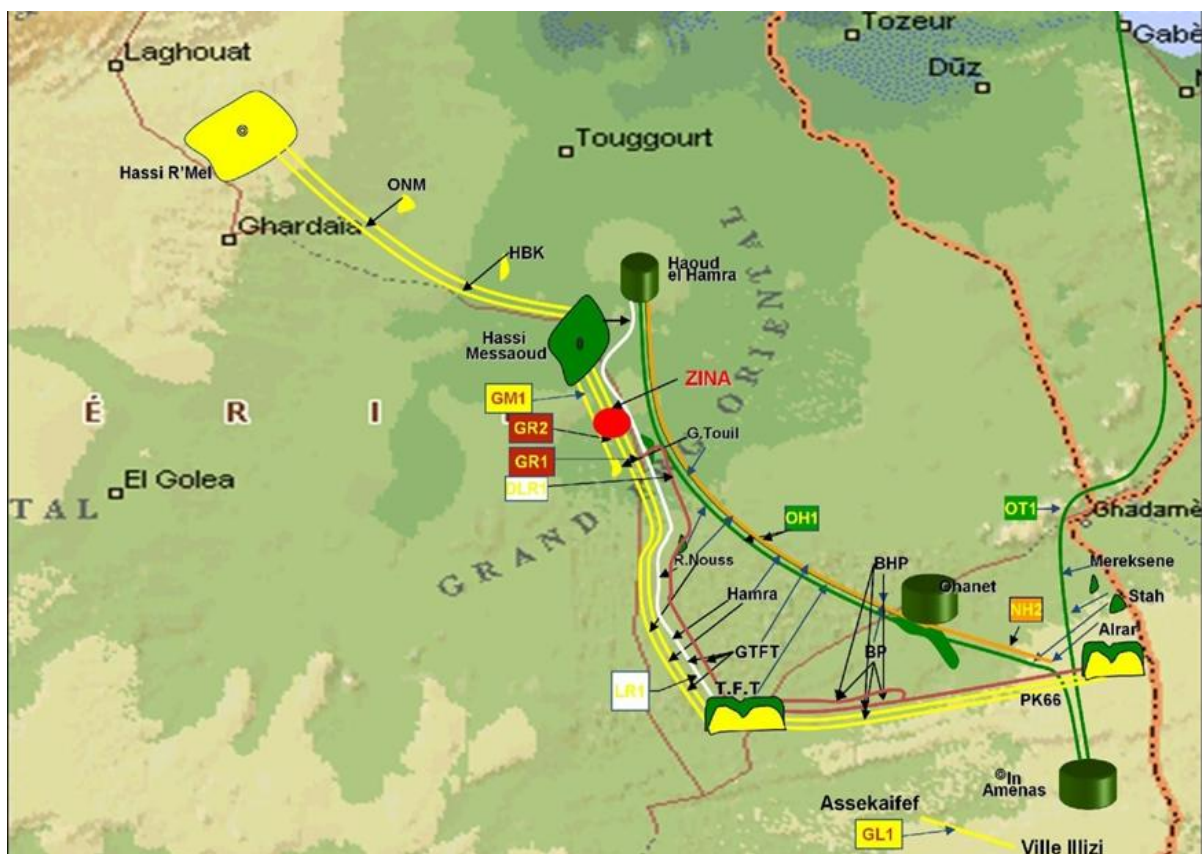 Laghouat
Tozeur
Gabè
Dūz
Touggourt
Hassi R'Mel
ONM
Ghardaïa
HBK
Haoud
el Hamra
Hassi
Messaoud
ZINA
GM1
É R I
GR2
G.Touil
GR1
DLR1
El Golea
TAL
GRAND
ORIENTAL
OH1
OT1
Ghadamè
R.Nouss
BHP
Ohanet
Mereksene
Hamra
NH2
Stah
Alrar
GTFT
BP
LR1
T.F.T
PK66
In
Amenas
Assekaifef
GL1
Ville Illizi